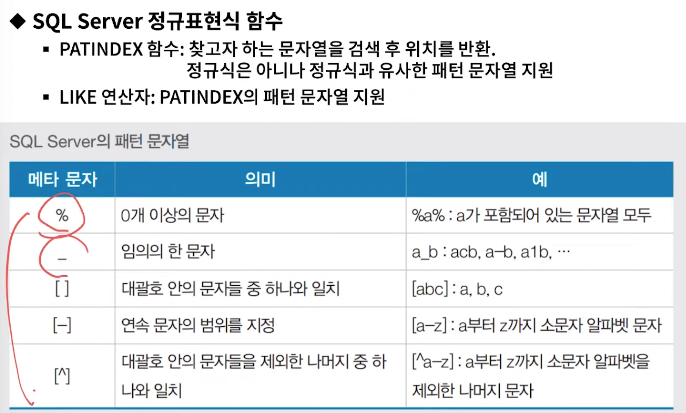 ◆ SQL Server 정규표현식 함수
▪ PATINDEX 함수: 찾고자 하는 문자열을 검색 후 위치를 반환.
정규식은 아니나 정규식과 유사한 패턴 문자열 지원
▪ LIKE 연산자: PATINDEX의 패턴 문자열 지원
SQL Server의 패턴 문자열
메타 문자 의미 예
% 0개 이상의 문자 %a% : a가 포함되어 있는 문자열 모두
_ 임의의 한 문자 a_b : acb, a-b, a1b, …
[ ] 대괄호 안의 문자들 중 하나와 일치 [abc] : a, b, c
[-] 연속 문자의 범위를 지정 [a-z] : a부터 z까지 소문자 알파벳 문자
[^] 대괄호 안의 문자들을 제외한 나머지 중 하
나와 일치 [^a-z] : a부터 z까지 소문자 알파벳을
제외한 나머지 문자